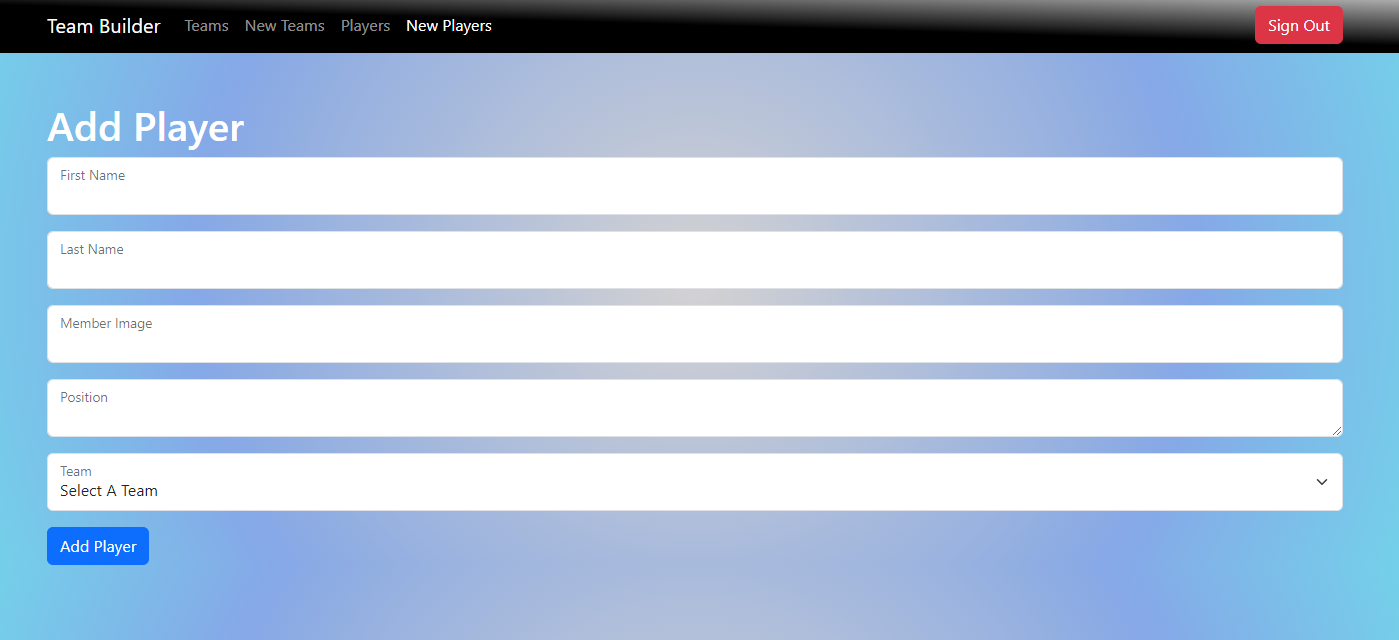 Team Builder Teams New Teams Players New Players Sign Out
Add Player
First Name
Last Name
Member Image
Position
Team
Select A Team
Add Player